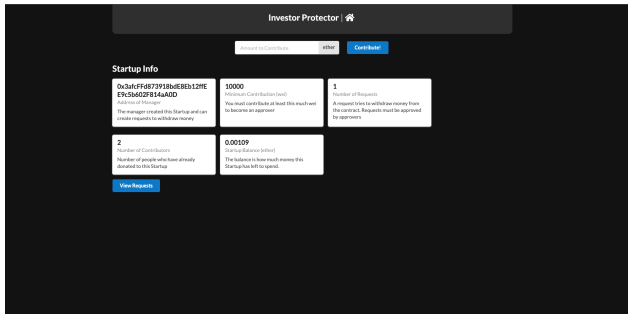 Investor Protector |
Amount to Contribute ether Contribute!
Startup Info
0x3afcFFd873918bdE8Eb12ffE
E9c5b602F814aA0D
Address of Manager
The manager created this Startup and can
create requests to withdraw money
10000
Minimum Contribution (wei)
You must contribute at least this much wei
to become an approver
1
Number of Requests
A request tries to withdraw money from
the contract. Requests must be approved
by approvers
2
Number of Contributors
Number of people who have already
donated to this Startup
0.00109
Startup Balance (ether)
The balance is how much money this
Startup has left to spend.
View Requests